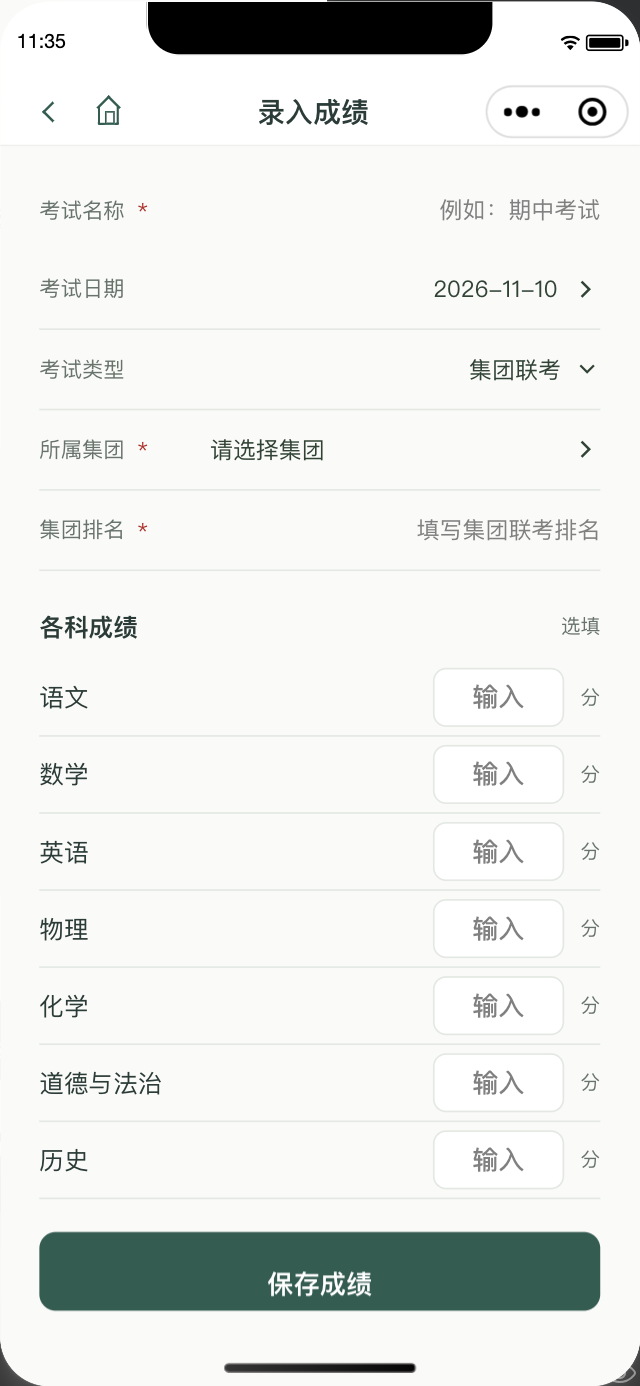 11:35
录入成绩
考试名称 * 例如：期中考试
考试日期 2026-11-10
考试类型 集团联考
所属集团 * 请选择集团
集团排名 * 填写集团联考排名
各科成绩 选填
语文 输入 分
数学 输入 分
英语 输入 分
物理 输入 分
化学 输入 分
道德与法治 输入 分
历史 输入 分
保存成绩